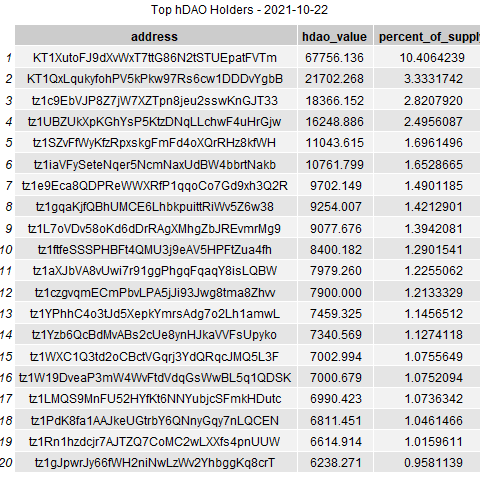 Top hDAO Holders - 2021-10-22
address hdao_value percent_of_supply
1 KT1XutoFJ9dXvWxT7ttG86N2tSTUEpatFVTm 67756.136 10.4064239
2 KT1QxLqukyfohPV5kPkw97Rs6cw1DDDvYgbB 21702.268 3.3331742
3 tz1c9EbVJP8Z7jW7XZTpn8jeu2sswKnGJT33 18366.152 2.8207920
4 tz1UBZUkXpKGhYsP5KtzDNqLLchwF4uHrGjw 16248.886 2.4956087
5 tz1SZvFfWyKfzRpxskgFmFd4oXQrRHz8kfWH 11043.615 1.6961496
6 tz1iaVFySeteNqer5NcmNaxUdBW4bbrtNakb 10761.799 1.6528665
7 tz1e9Eca8QDPReWWXRfP1qqoCo7Gd9xh3Q2R 9702.149 1.4901185
8 tz1gqaKjfQBhUMCE6LhbkpuittRiWv5Z6w38 9254.007 1.4212901
9 tz1L7oVDv58oKd6dDrRAgXMhgZbJREvmrMg9 9077.676 1.3942081
10 tz1ftfeSSSPHBFt4QMU3j9eAV5HPFtZua4fh 8400.182 1.2901541
11 tz1aXJbVA8vUwi7r91ggPhgqFqaqY8isLQBW 7979.260 1.2255062
12 tz1czgvqmECmPbvLPA5jJi93Jwg8tma8Zhvv 7900.000 1.2133329
13 tz1YPhhC4o3tJd5XepkYmrsAdg7o2Lh1amwL 7459.325 1.1456512
14 tz1Yzb6QcBdMvABs2cUe8ynHJkaVVFsUpyko 7340.569 1.1274118
15 tz1WXC1Q3td2oCBctVGqrj3YdQRqcJMQ5L3F 7002.994 1.0755649
16 tz1W19DveaP3mW4WvFtdVdqGsWwBL5q1QDSK 7000.679 1.0752094
17 tz1LMQS9MnFU52HYfKt6NNYubjcSFmkHDutc 6990.423 1.0736342
18 tz1PdK8fa1AAJkeUGtrbY6QNnyGqy7nLQCEN 6811.451 1.0461466
19 tz1Rn1hzdcjr7AJTZQ7CoMC2wLXXfs4pnUUW 6614.914 1.0159611
20 tz1gJpwrJy66fWH2niNwLzWv2YhbggKq8crT 6238.271 0.9581139